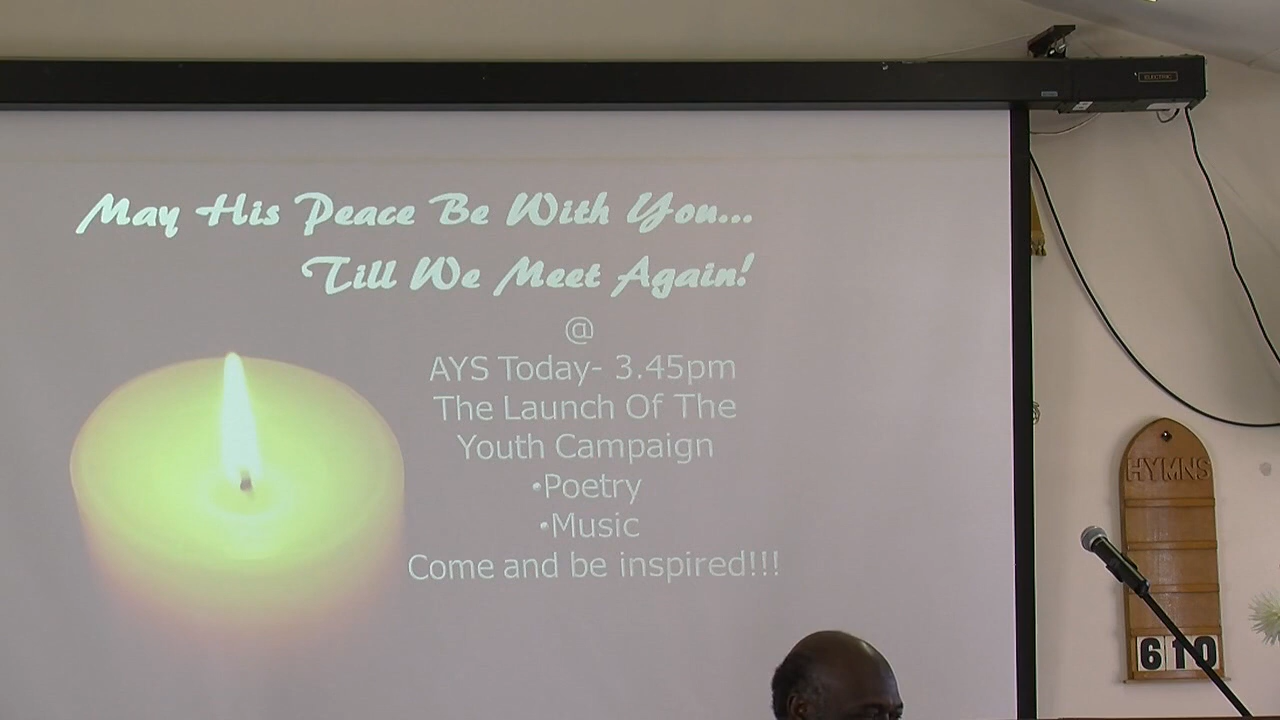 ELECTRIC
May His Peace Be With You...
Till We Meet Again!
@
AYS Today- 3.45pm
The Launch Of The
Youth Campaign
•Poetry
•Music
Come and be inspired!!!
HYMNS
610